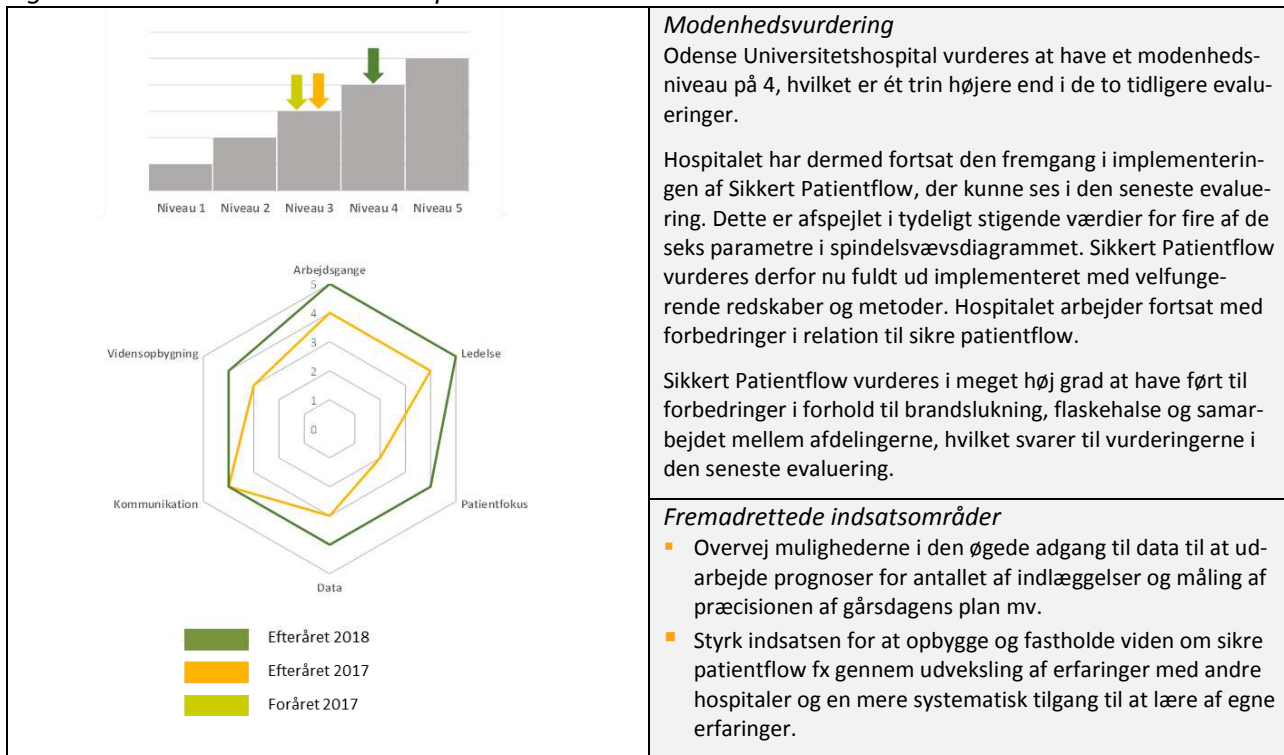 Niveau 1 Niveau 2 Niveau 3 Niveau 4 Niveau 5
Arbejdsgange
5
4
3
2
1
0
Vidensopbygning
Ledelse
Kommunikation
Patientfokus
Data
Efteråret 2018
Efteråret 2017
Foråret 2017
Modenhedsvurdering
Odense Universitetshospital vurderes at have et modenheds-
niveau på 4, hvilket er ét trin højere end i de to tidligere evalu-
eringer.
Hospitalet har dermed fortsat den fremgang i implementerin-
gen af Sikkert Patientflow, der kunne ses i den seneste evalue-
ring. Dette er afspejlet i tydeligt stigende værdier for fire af de
seks parametre i spindelsvævsdiagrammet. Sikkert Patientflow
vurderes derfor nu fuldt ud implementeret med velfunge-
rende redskaber og metoder. Hospitalet arbejder fortsat med
forbedringer i relation til sikre patientflow.
Sikkert Patientflow vurderes i meget høj grad at have ført til
forbedringer i forhold til brandslukning, flaskehalse og samar-
bejdet mellem afdelingerne, hvilket svarer til vurderingerne i
den seneste evaluering.
Fremadrettede indsatsområder
▪ Overvej mulighederne i den øgede adgang til data til at ud-
arbejde prognoser for antallet af indlæggelser og måling af
præcisionen af gårsdagens plan mv.
▪ Styrk indsatsen for at opbygge og fastholde viden om sikre
patientflow fx gennem udveksling af erfaringer med andre
hospitaler og en mere systematisk tilgang til at lære af egne
erfaringer.